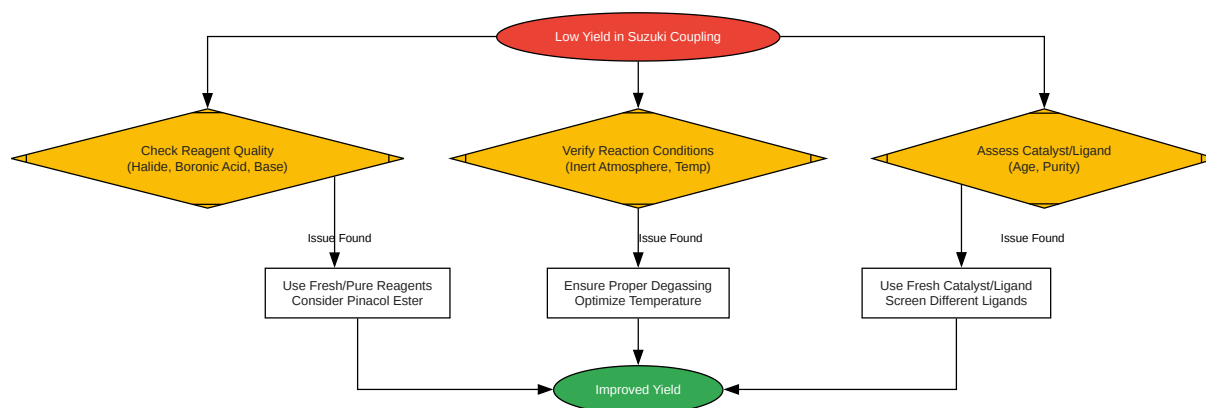 Low Yield in Suzuki Coupling
Check Reagent Quality
(Halide, Boronic Acid, Base)
Verify Reaction Conditions
(Inert Atmosphere, Temp)
Assess Catalyst/Ligand
(Age, Purity)
Issue Found
Issue Found
Issue Found
Use Fresh/Pure Reagents
Consider Pinacol Ester
Ensure Proper Degassing
Optimize Temperature
Use Fresh Catalyst/Ligand
Screen Different Ligands
Improved Yield